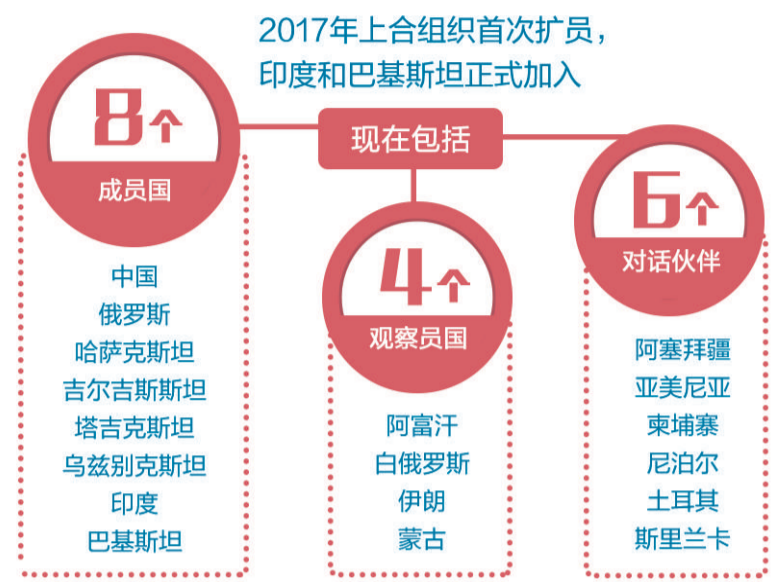 2017年上合组织首次扩员，
印度和巴基斯坦正式加入
现在包括
8个
成员国
中国
俄罗斯
哈萨克斯坦
吉尔吉斯斯坦
塔吉克斯坦
乌兹别克斯坦
印度
巴基斯坦
4个
观察员国
阿富汗
白俄罗斯
伊朗
蒙古
6个
对话伙伴
阿塞拜疆
亚美尼亚
柬埔寨
尼泊尔
土耳其
斯里兰卡